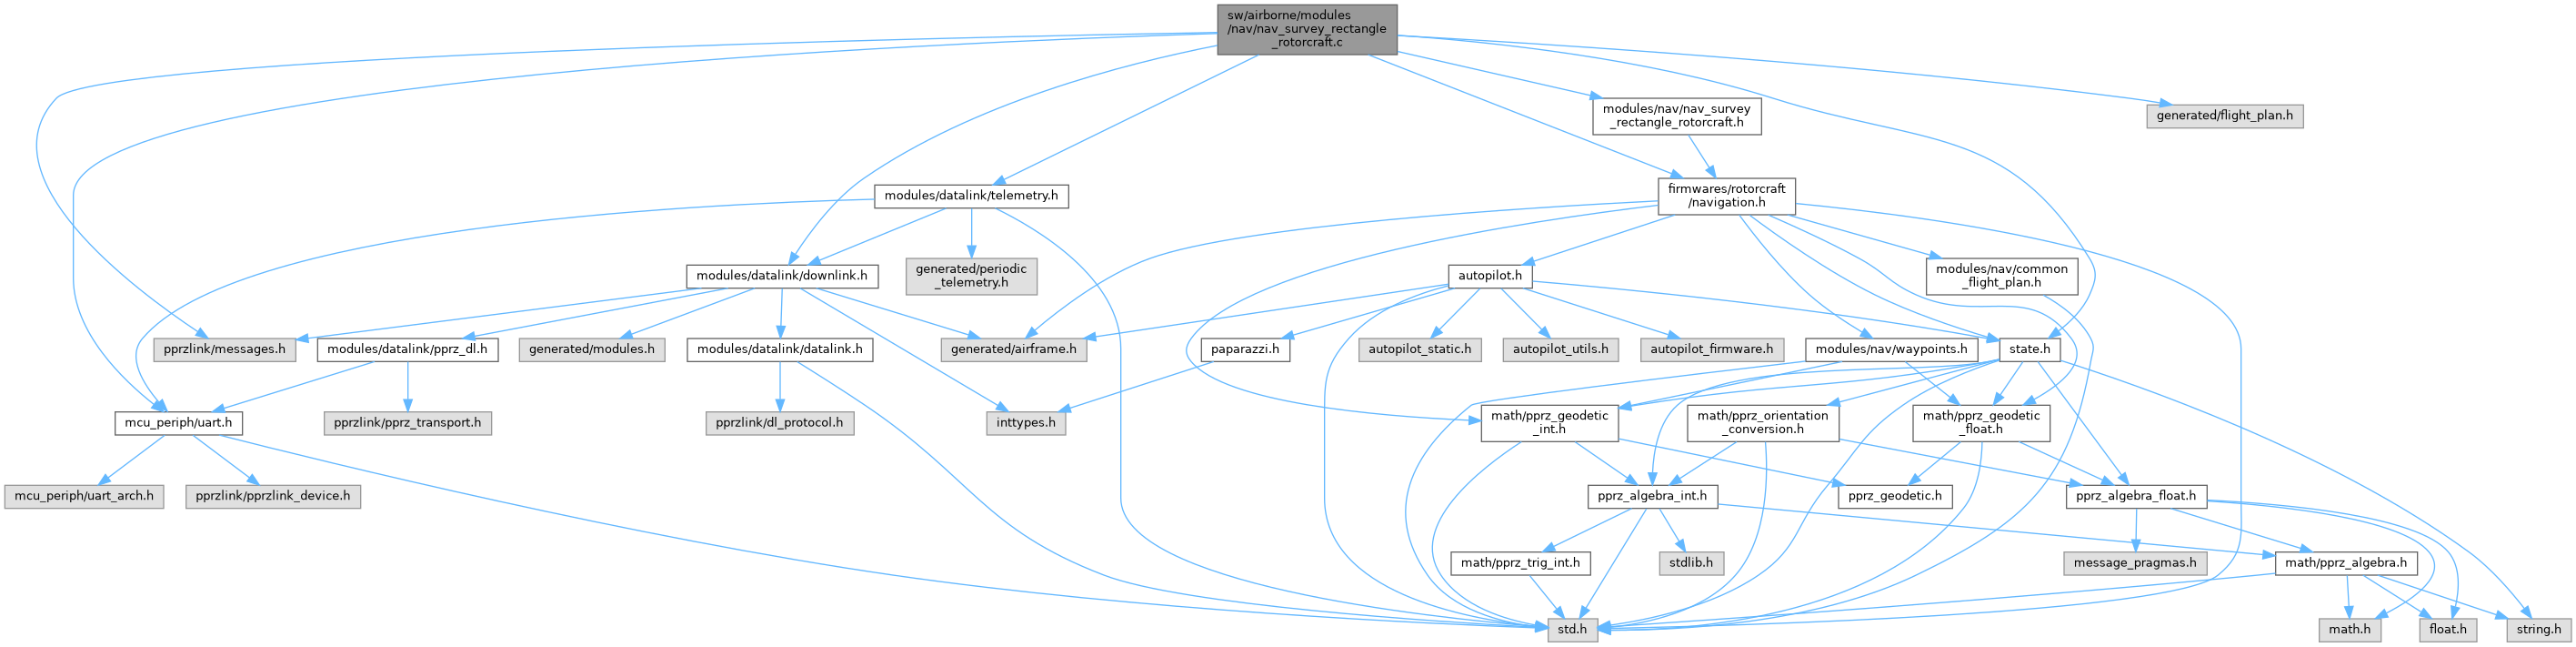 sw/airborne/modules
/nav/nav_survey_rectangle
_rotorcraft.c
modules/nav/nav_survey
_rectangle_rotorcraft.h
generated/flight_plan.h
modules/datalink/telemetry.h
firmwares/rotorcraft
/navigation.h
modules/datalink/downlink.h
generated/periodic
_telemetry.h
autopilot.h
modules/nav/common
_flight_plan.h
pprzlink/messages.h
modules/datalink/pprz_dl.h
generated/modules.h
modules/datalink/datalink.h
generated/airframe.h
paparazzi.h
autopilot_static.h
autopilot_utils.h
autopilot_firmware.h
modules/nav/waypoints.h
state.h
mcu_periph/uart.h
pprzlink/pprz_transport.h
pprzlink/dl_protocol.h
inttypes.h
math/pprz_geodetic
_int.h
math/pprz_orientation
_conversion.h
math/pprz_geodetic
_float.h
mcu_periph/uart_arch.h
pprzlink/pprzlink_device.h
pprz_algebra_int.h
pprz_geodetic.h
pprz_algebra_float.h
math/pprz_trig_int.h
stdlib.h
message_pragmas.h
math/pprz_algebra.h
std.h
math.h
float.h
string.h